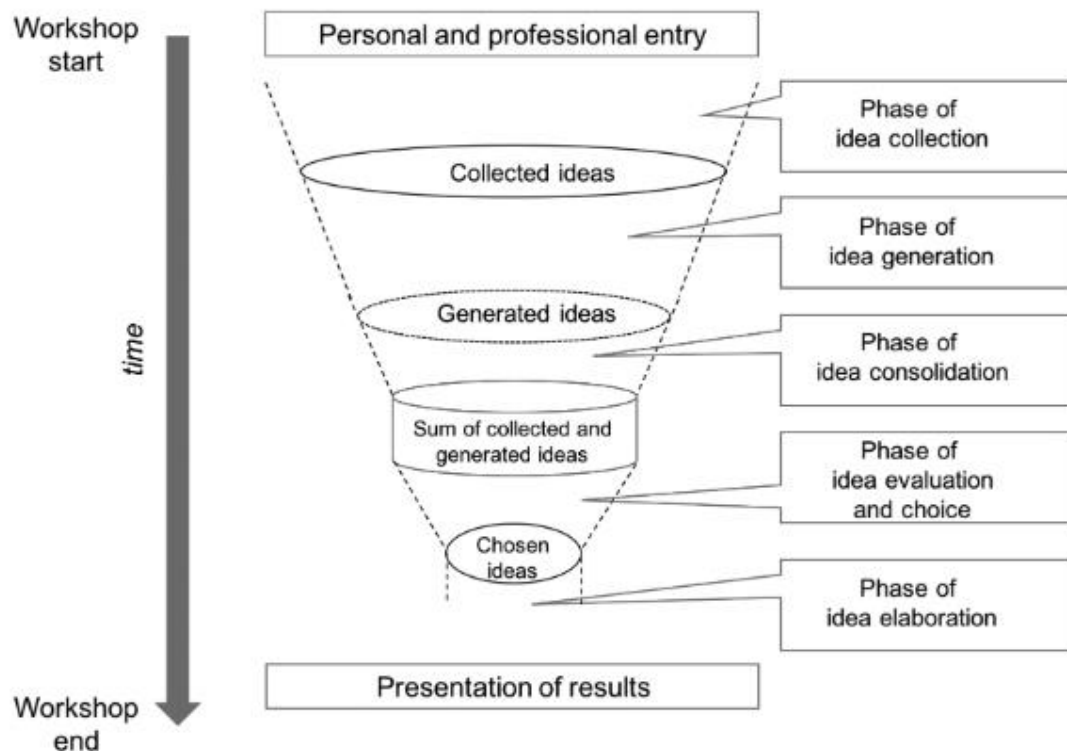 Workshop
start
Personal and professional entry
Phase of
idea collection
Collected ideas
Phase of
idea generation
Generated ideas
time
Phase of
idea consolidation
Sum of collected and
generated ideas
Phase of
idea evaluation
and choice
Chosen
ideas
Phase of
idea elaboration
Presentation of results
Workshop
end